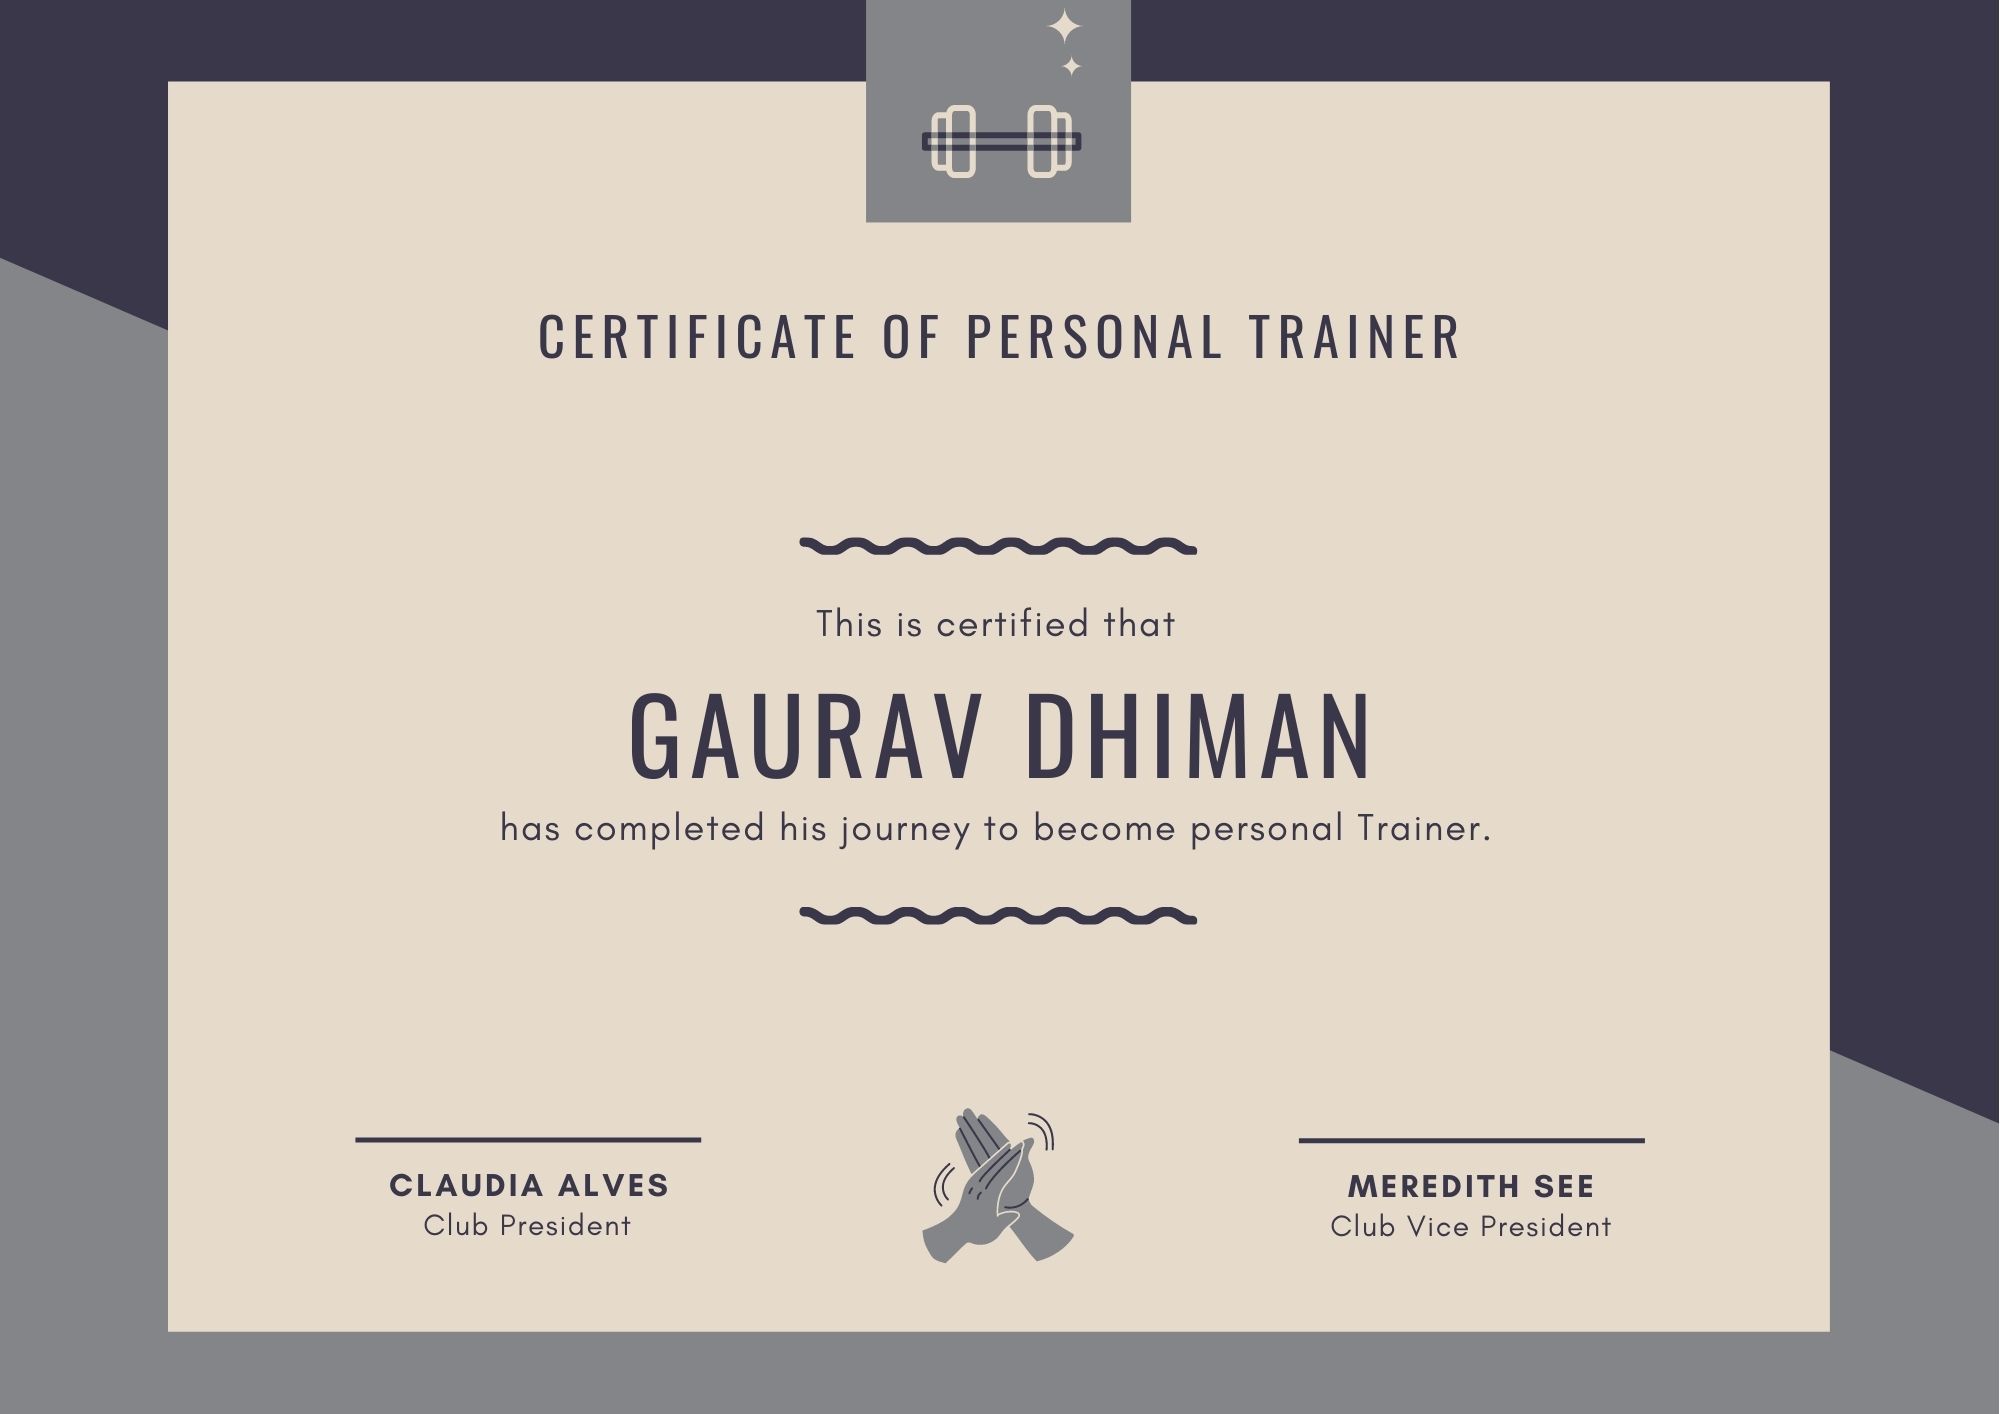 CERTIFICATE OF PERSONAL TRAINER
This is certified that
GAURAV DHIMAN
has completed his journey to become personal Trainer.
CLAUDIA ALVES
Club President
MEREDITH SEE
Club Vice President